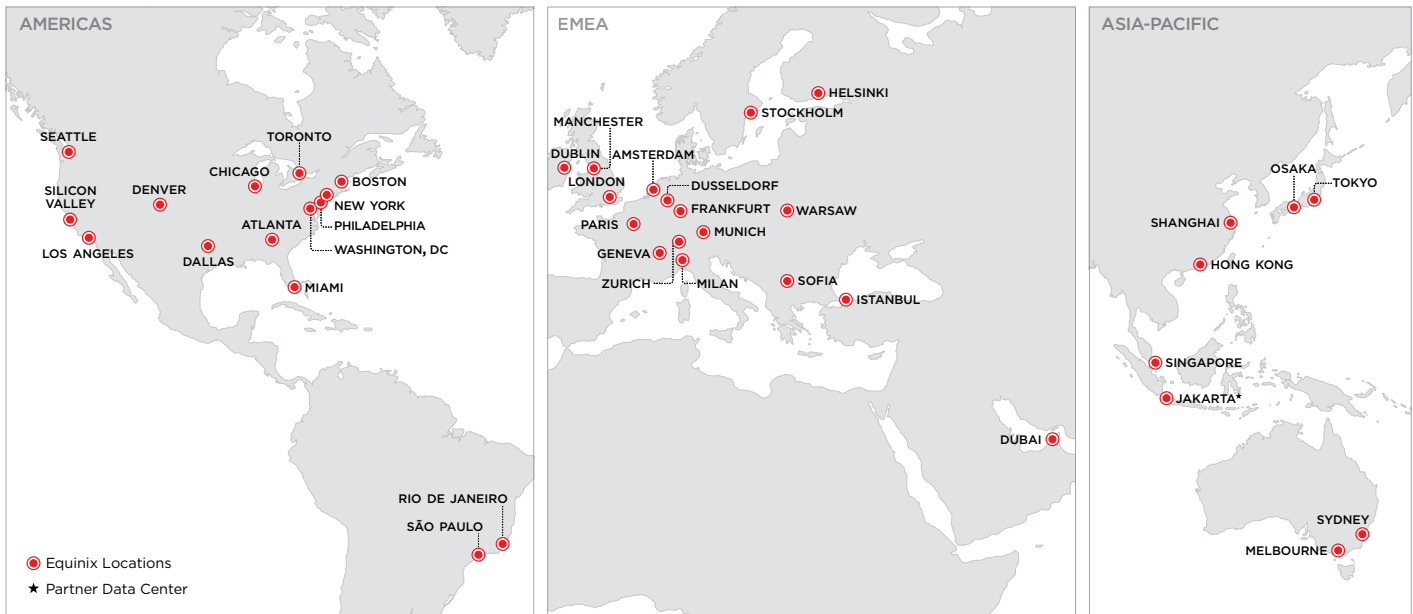 AMERICAS
SEATTLE
TORONTO
CHICAGO
BOSTON
SILICON
VALLEY
DENVER
NEW YORK
ATLANTA
PHILADELPHIA
LOS ANGELES
DALLAS
WASHINGTON, DC
MIAMI
RIO DE JANEIRO
SÃO PAULO
Equinix Locations
★ Partner Data Center
EMEA
HELSINKI
STOCKHOLM
MANCHESTER
DUBLIN
AMSTERDAM
LONDON
DUSSELDORF
FRANKFURT
WARSAW
PARIS
MUNICH
GENEVA
ZURICH
MILAN
SOFIA
ISTANBUL
DUBAI
ASIA-PACIFIC
OSAKA
TOKYO
SHANGHAI
HONG KONG
SINGAPORE
JAKARTA★
SYDNEY
MELBOURNE